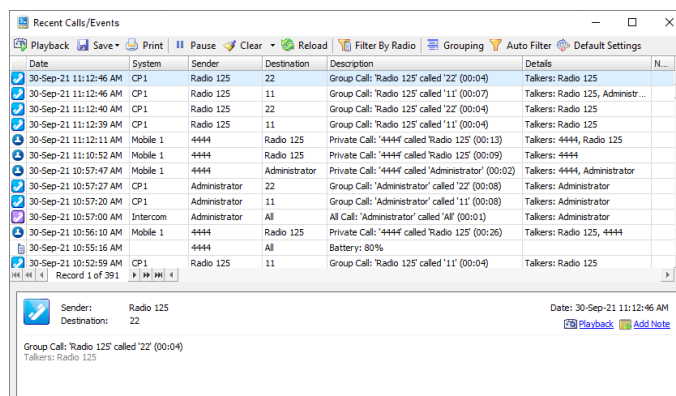 Recent Calls/Events
Playback Save Print Pause Clear Reload Filter By Radio Grouping Auto Filter Default Settings
Date System Sender Destination Description Details N...
30-Sep-21 11:12:46 AM CP1 Radio 125 22 Group Call: 'Radio 125' called '22' (00:04) Talkers: Radio 125
30-Sep-21 11:12:46 AM CP1 Radio 125 11 Group Call: 'Radio 125' called '11' (00:07) Talkers: Radio 125, Administr...
30-Sep-21 11:12:40 AM CP1 Radio 125 22 Group Call: 'Radio 125' called '22' (00:04) Talkers: Radio 125
30-Sep-21 11:12:39 AM CP1 Radio 125 11 Group Call: 'Radio 125' called '11' (00:04) Talkers: Radio 125
30-Sep-21 11:12:11 AM Mobile 1 4444 Radio 125 Private Call: '4444' called 'Radio 125' (00:13) Talkers: 4444, Radio 125
30-Sep-21 11:10:52 AM Mobile 1 4444 Radio 125 Private Call: '4444' called 'Radio 125' (00:09) Talkers: 4444
30-Sep-21 10:57:47 AM Mobile 1 4444 Administrator Private Call: '4444' called 'Administrator' (00:02) Talkers: 4444, Administrator
30-Sep-21 10:57:27 AM CP1 Administrator 22 Group Call: 'Administrator' called '22' (00:08) Talkers: Administrator
30-Sep-21 10:57:20 AM CP1 Administrator 11 Group Call: 'Administrator' called '11' (00:08) Talkers: Administrator
30-Sep-21 10:57:00 AM Intercom Administrator All All Call: 'Administrator' called 'All' (00:01) Talkers: Administrator
30-Sep-21 10:56:10 AM Mobile 1 4444 Radio 125 Private Call: '4444' called 'Radio 125' (00:26) Talkers: Radio 125, 4444
30-Sep-21 10:55:16 AM 4444 All Battery: 80%
30-Sep-21 10:52:59 AM CP1 Radio 125 11 Group Call: 'Radio 125' called '11' (00:04) Talkers: Radio 125
Record 1 of 391
Sender: Radio 125 Date: 30-Sep-21 11:12:46 AM
Destination: 22 Playback Add Note
Group Call: 'Radio 125' called '22' (00:04)
Talkers: Radio 125